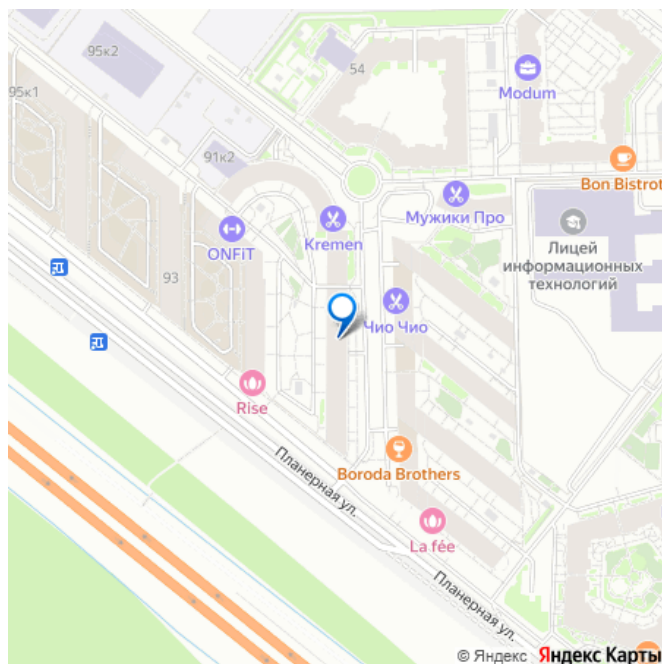 95к2
54
Modum
95к1
91к2
Bon Bistrot
Мужики Про
Kremen
ONFiT
Лицей
информационных
технологий
93
Чио Чио
Rise
Boroda Brothers
Планерная ул.
La fée
Планерная ул.
© Яндекс Яндекс Карты